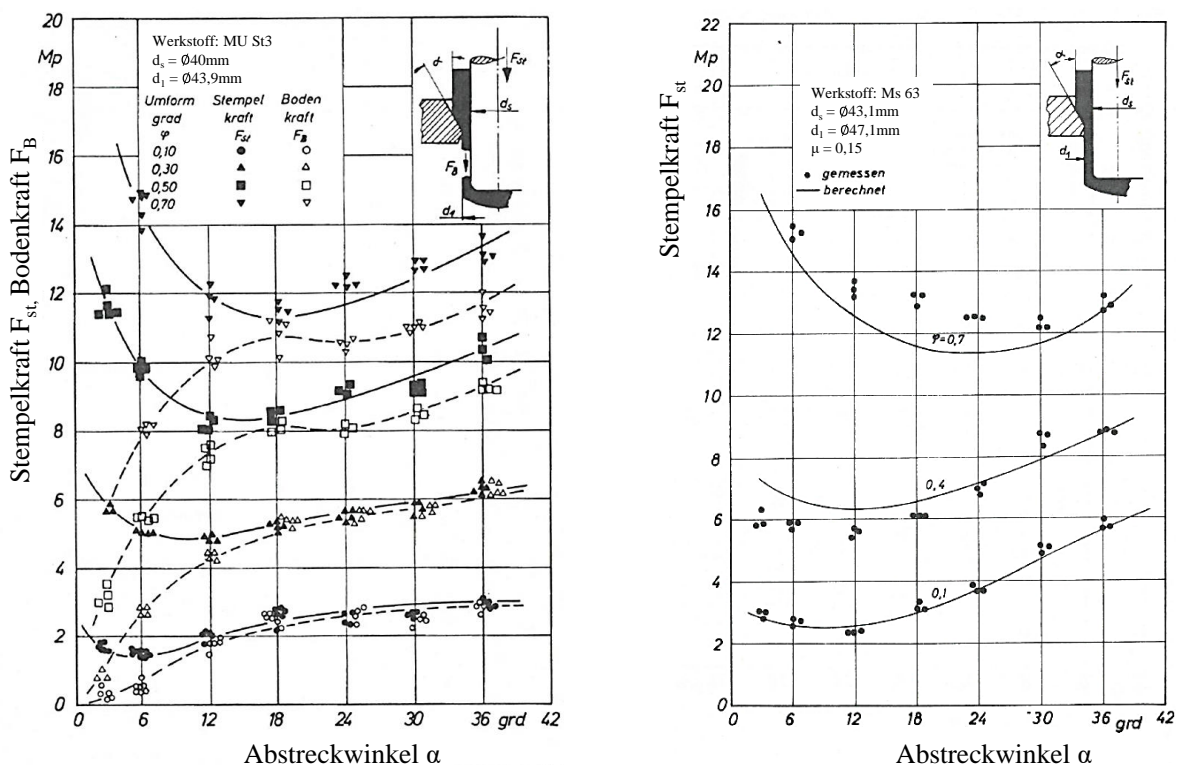 Stempelkraft F_st, Bodenkraft F_B
20
Mp
16
14
12
10
8
6
4
2
0
Werkstoff: MU St3
d_s = Ø40mm
d_1 = Ø43,9mm
Umform Stempel Boden
grad kraft kraft
φ F_St F_B
0,10
0,30
0,50
0,70
α
F_St
d_s
F_B
d_1
0 6 12 18 24 30 36 grd 42
Abstreckwinkel α
Stempelkraft F_st
22
Mp
20
18
16
14
12
10
8
6
4
2
0
Werkstoff: Ms 63
d_s = Ø43,1mm
d_1 = Ø47,1mm
μ = 0,15
gemessen
berechnet
α
F_St
d_s
d_1
φ=0,7
0,4
0,1
0 6 12 18 24 30 36 grd 42
Abstreckwinkel α